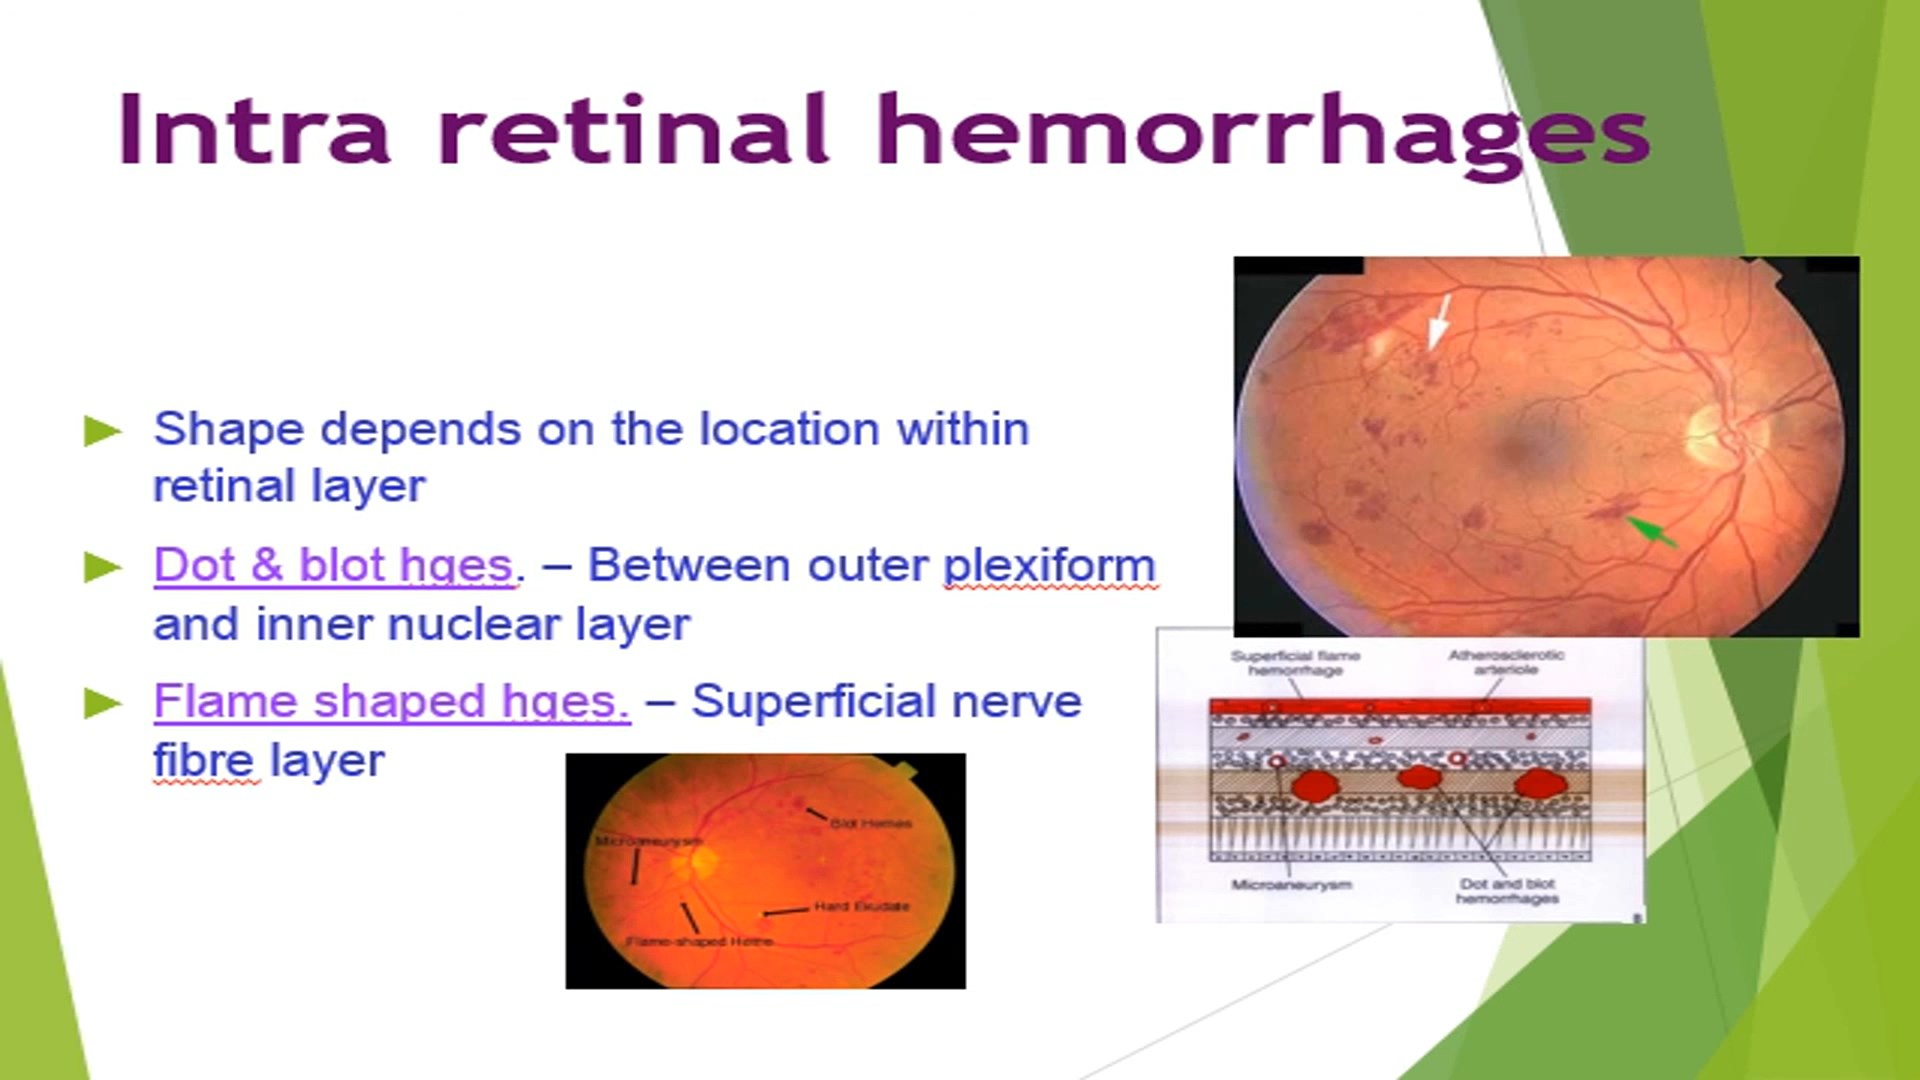 Intra retinal hemorrhages
Shape depends on the location within
retinal layer
Dot & blot hges. – Between outer plexiform
and inner nuclear layer
Flame shaped hges. – Superficial nerve
fibre layer
Superficial flame
hemorrhage
Atherosclerotic
arteriole
Microaneurysm
Dot and blot
hemorrhages
Blot Hemes
Microaneurysm
Hard Exudate
Flame-shaped Heme